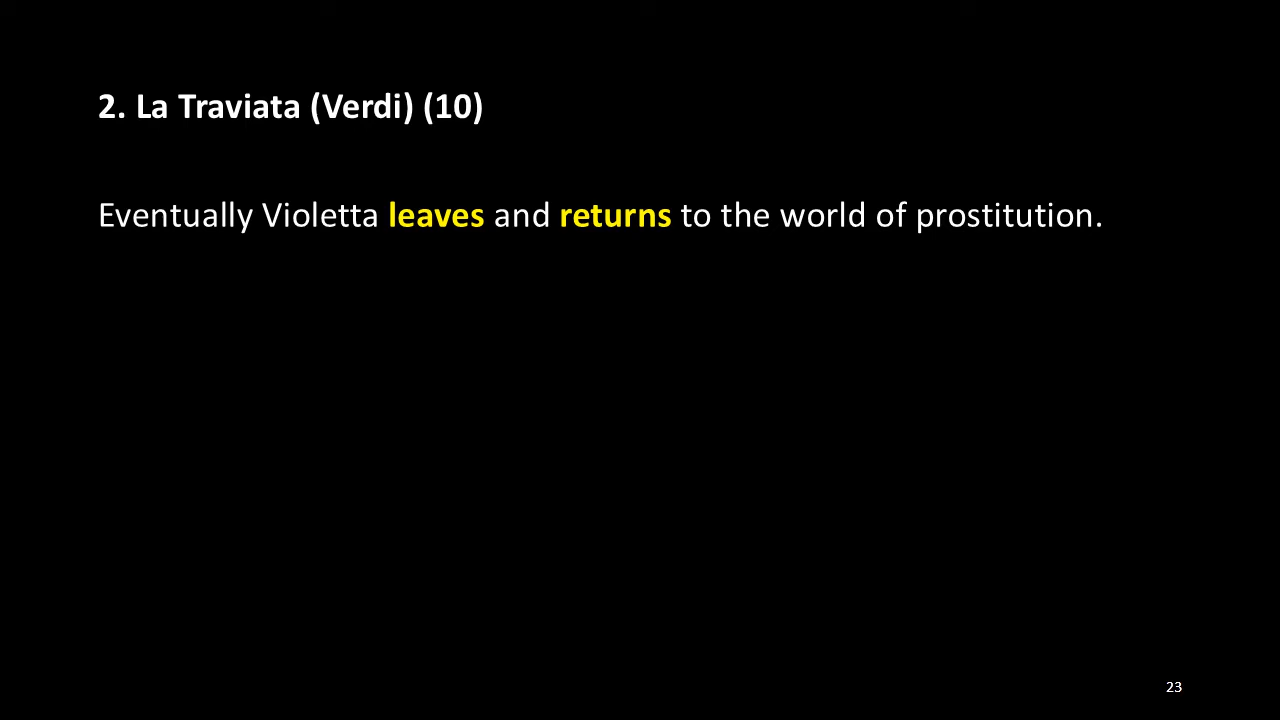 2. La Traviata (Verdi) (10)
Eventually Violetta leaves and returns to the world of prostitution.
23